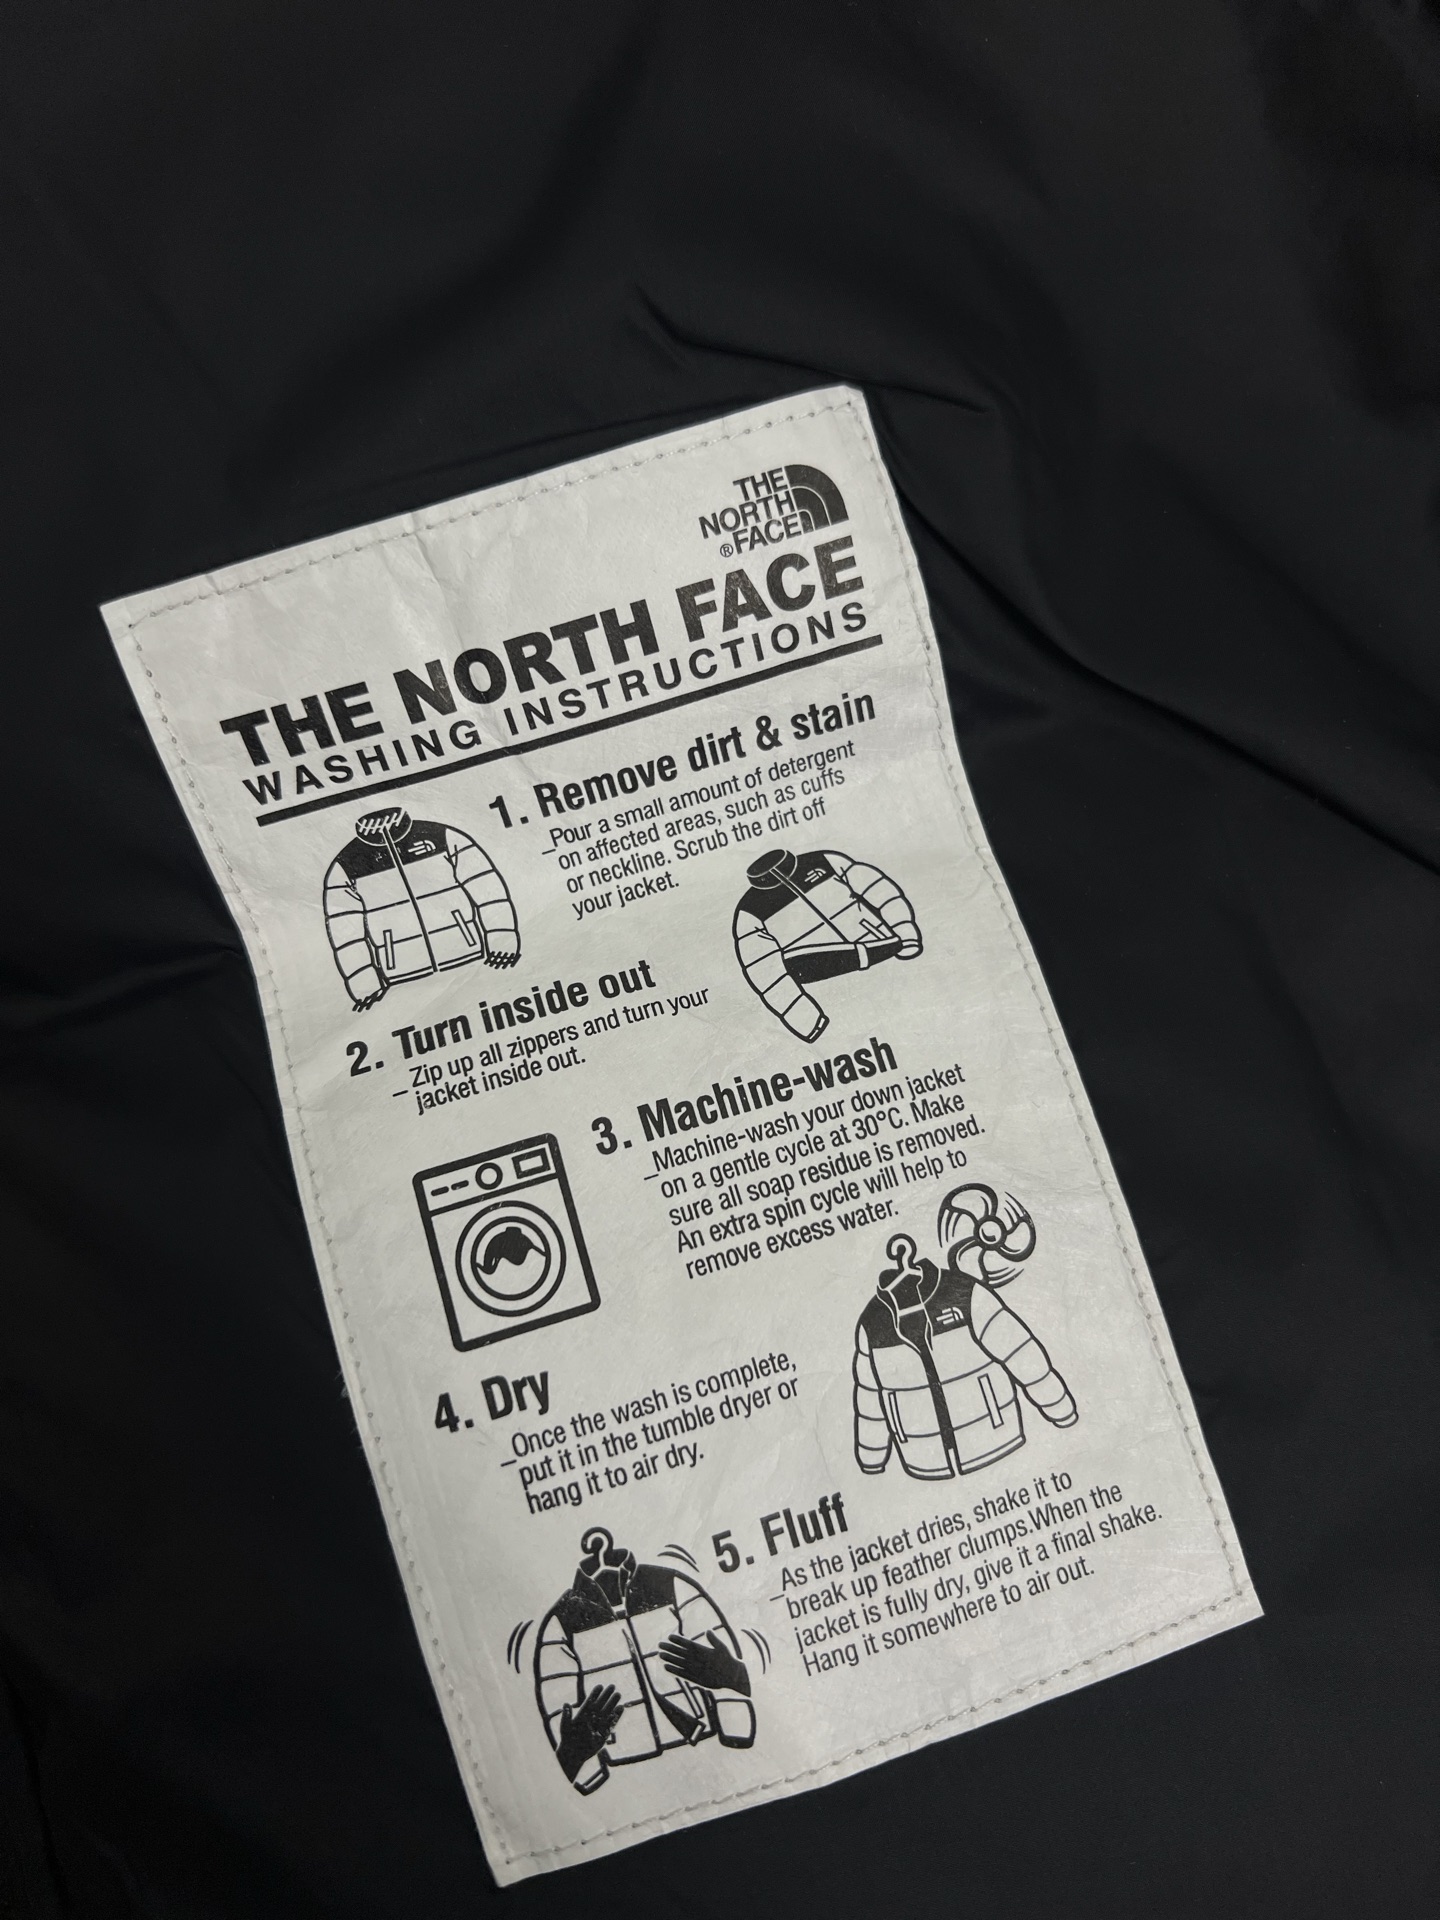 THE
NORTH
®FACE
THE NORTH FACE
WASHING INSTRUCTIONS
1. Remove dirt & stain
_Pour a small amount of detergent
on affected areas, such as cuffs
or neckline. Scrub the dirt off
your jacket.
2. Turn inside out
_Zip up all zippers and turn your
jacket inside out.
3. Machine-wash
_Machine-wash your down jacket
on a gentle cycle at 30°C. Make
sure all soap residue is removed.
An extra spin cycle will help to
remove excess water.
4. Dry
_Once the wash is complete,
put it in the tumble dryer or
hang it to air dry.
5. Fluff
_As the jacket dries, shake it to
break up feather clumps.When the
jacket is fully dry, give it a final shake.
Hang it somewhere to air out.